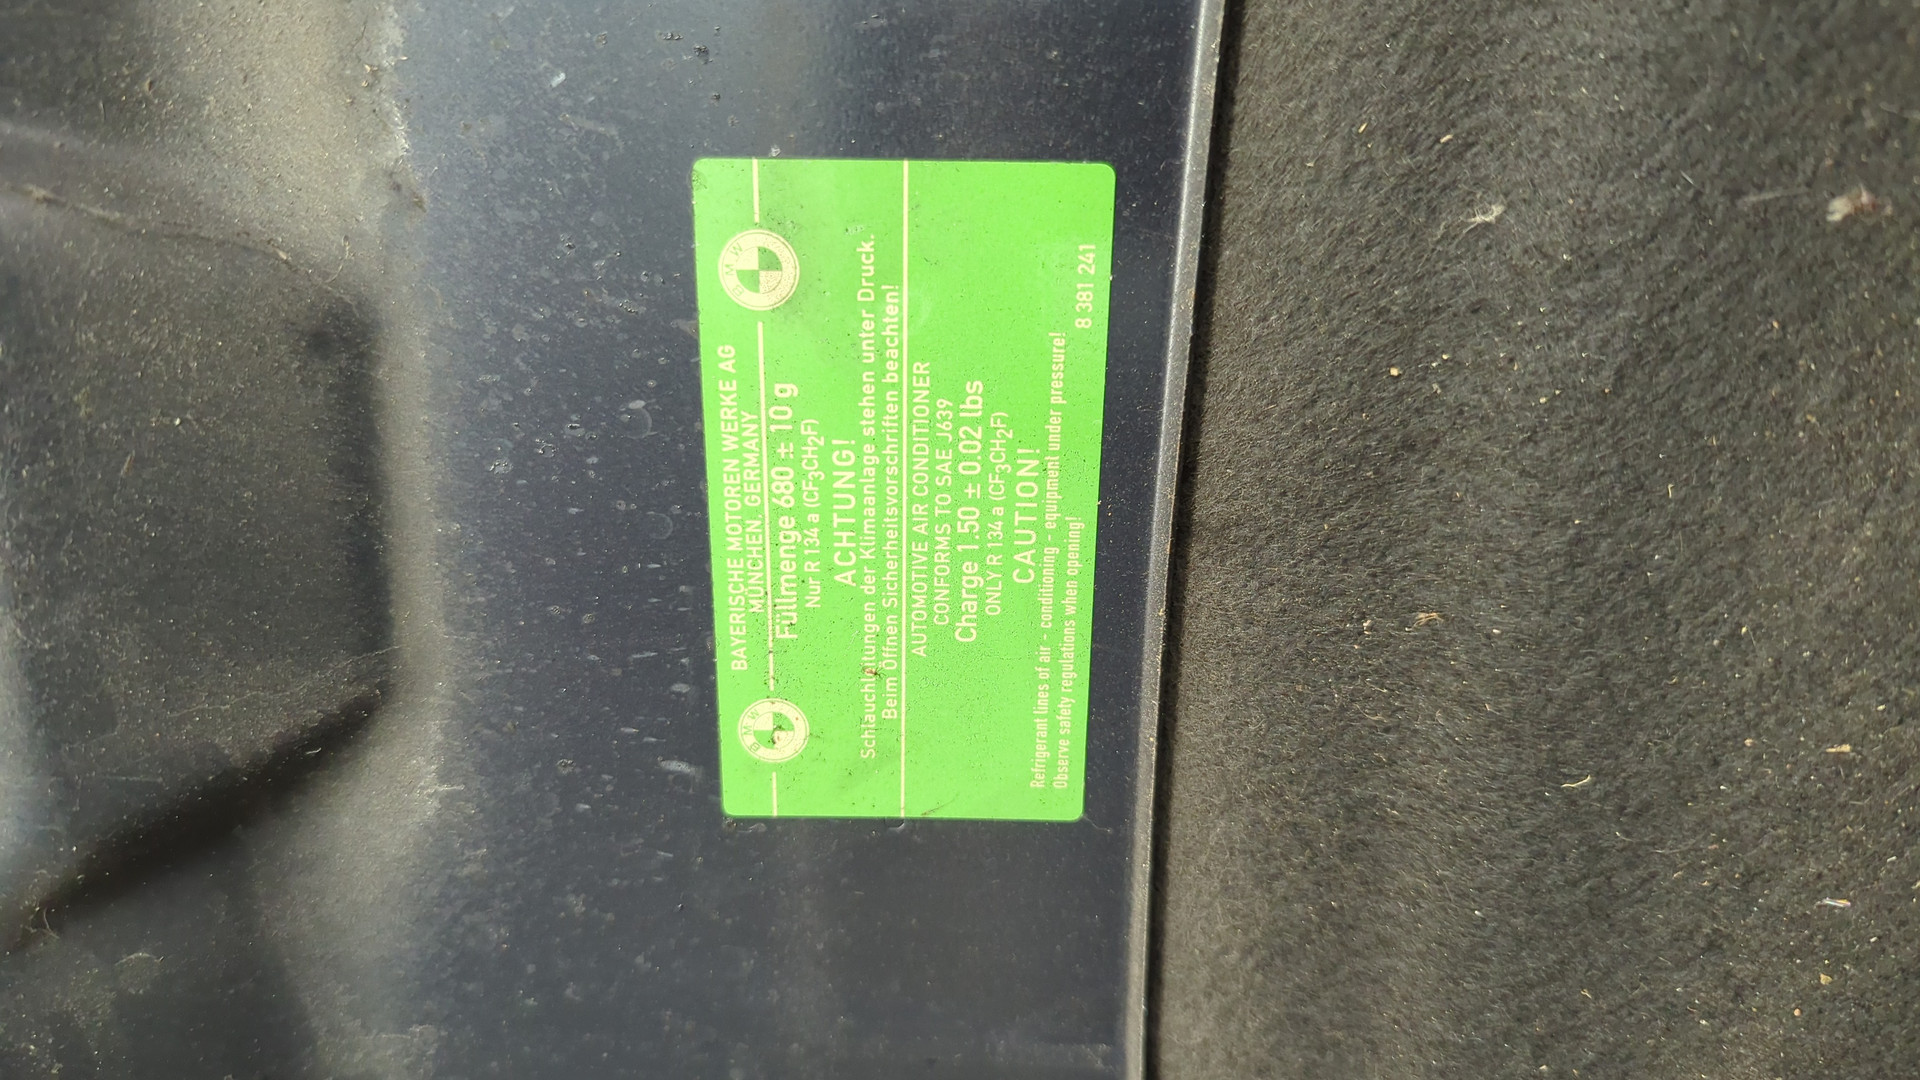 BAYERISCHE MOTOREN WERKE AG
MÜNCHEN, GERMANY
BMW
BMW
Füllmenge 680 ± 10 g
Nur R 134 a (CF₃CH₂F)
ACHTUNG!
Schlauchleitungen der Klimaanlage stehen unter Druck.
Beim Öffnen Sicherheitsvorschriften beachten!
AUTOMOTIVE AIR CONDITIONER
CONFORMS TO SAE J639
Charge 1.50 ± 0.02 lbs
ONLY R 134 a (CF₃CH₂F)
CAUTION!
Refrigerant lines of air - conditioning - equipment under pressure!
Observe safety regulations when opening!
8 381 241